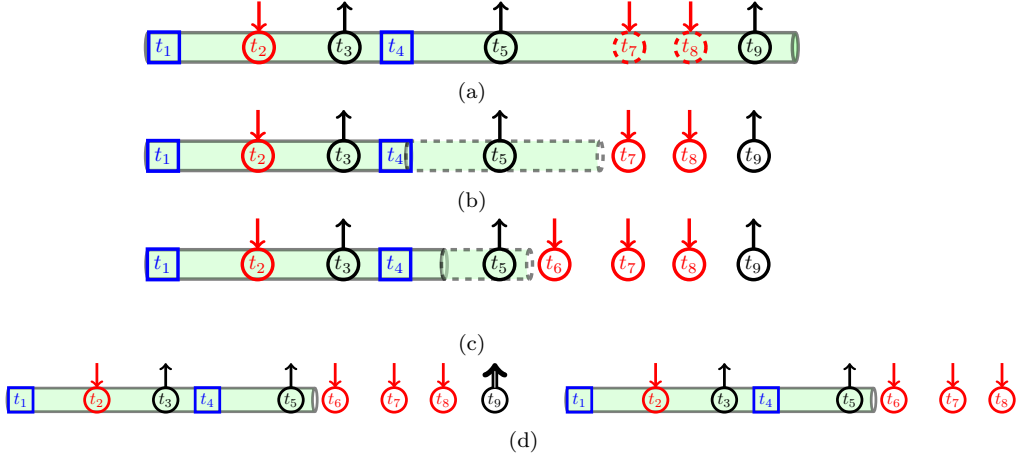 t1 t2 t3 t4 t5 t7 t8 t9
(a)
t1 t2 t3 t4 t5 t7 t8 t9
(b)
t1 t2 t3 t4 t5 t6 t7 t8 t9
(c)
t1 t2 t3 t4 t5 t6 t7 t8 t9 t1 t2 t3 t4 t5 t6 t7 t8
(d)